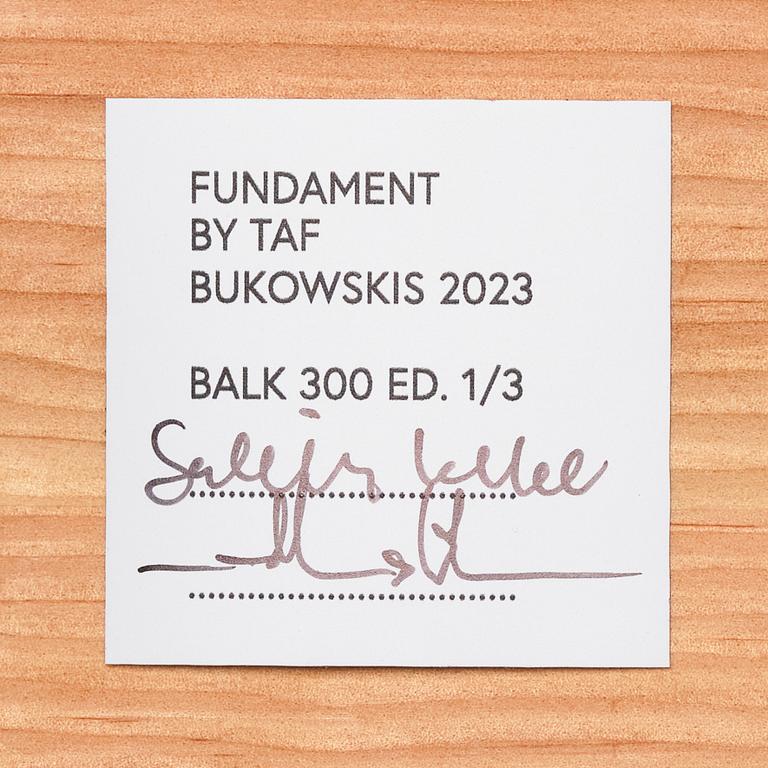 FUNDAMENT
BY TAF
BUKOWSKIS 2023
BALK 300 ED. 1/3